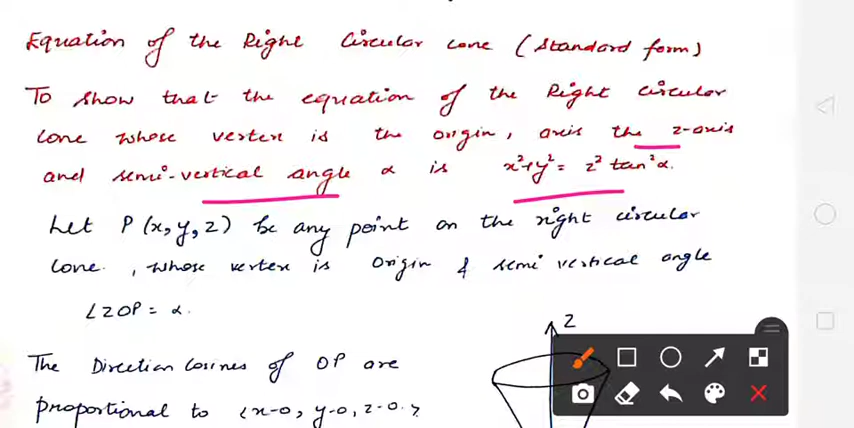 Equation of the Right Circular cone (Standard form)
To show that the equation of the Right circular
cone whose vertex is the origin, axis the z-axis
and semi-vertical angle α is x²+y² = z² tan²α.
Let P(x,y,z) be any point on the right circular
cone, whose vertex is origin & semi vertical angle
∠ZOP = α.
Z
The Direction Cosines of OP are
proportional to <x-0, y-0, z-0>